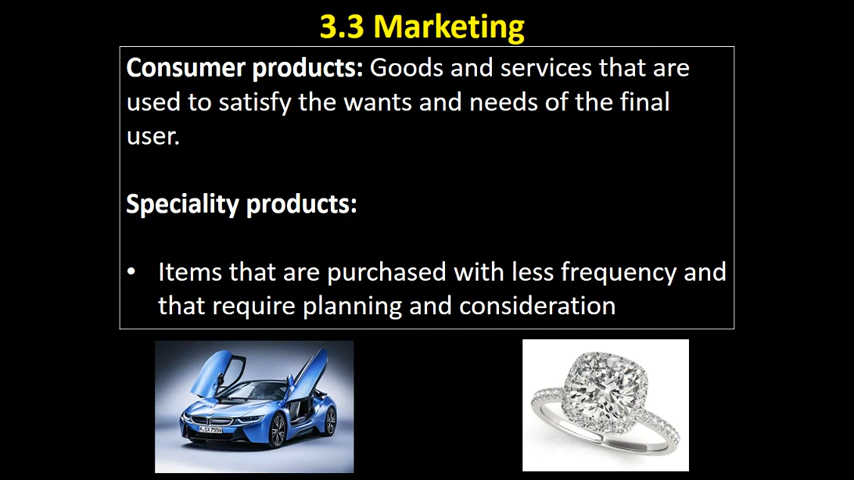 3.3 Marketing
Consumer products: Goods and services that are
used to satisfy the wants and needs of the final
user.
Speciality products:
• Items that are purchased with less frequency and
that require planning and consideration